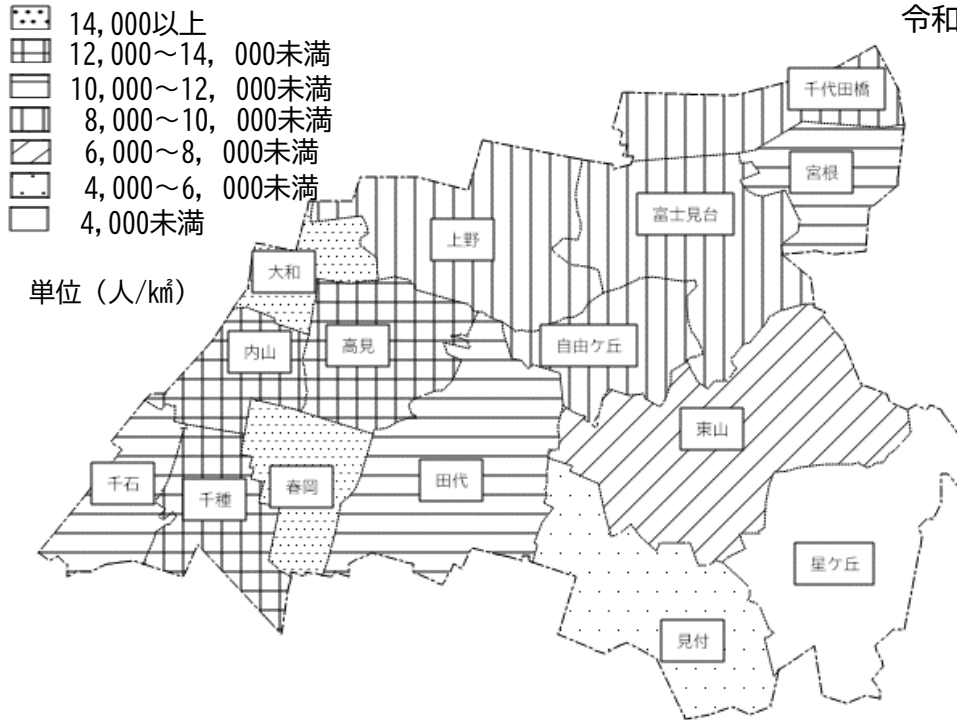 令和
14,000以上
12,000～14, 000未満
10,000～12, 000未満
8,000～10, 000未満
6,000～8, 000未満
4,000～6, 000未満
4,000未満
単位（人/㎢）
千代田橋
宮根
富士見台
上野
大和
内山
高見
自由ケ丘
東山
千石
千種
春岡
田代
星ケ丘
見付